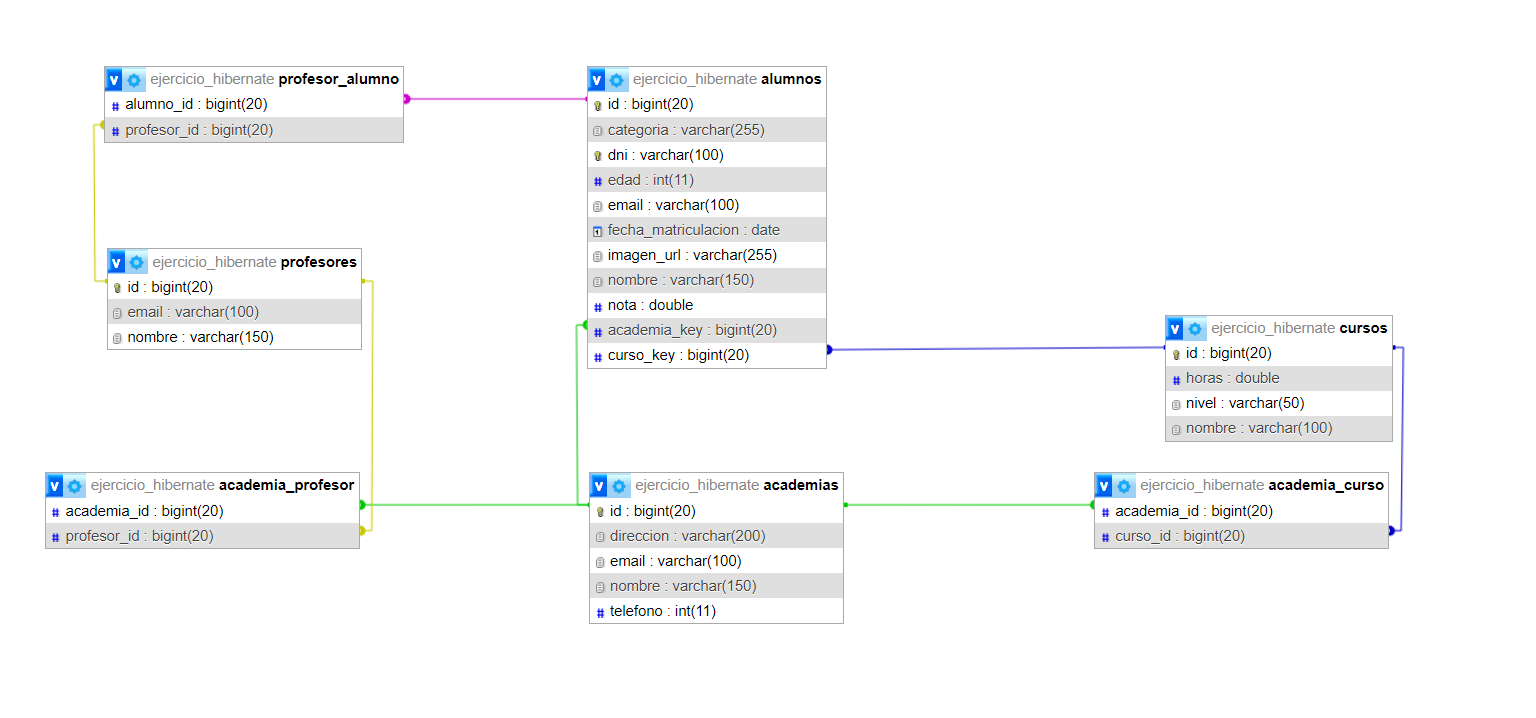 ejercicio_hibernate profesor_alumno
alumno_id : bigint(20)
profesor_id : bigint(20)
ejercicio_hibernate alumnos
id : bigint(20)
categoria : varchar(255)
dni : varchar(100)
edad : int(11)
email : varchar(100)
fecha_matriculacion : date
imagen_url : varchar(255)
nombre : varchar(150)
nota : double
academia_key : bigint(20)
curso_key : bigint(20)
ejercicio_hibernate profesores
id : bigint(20)
email : varchar(100)
nombre : varchar(150)
ejercicio_hibernate cursos
id : bigint(20)
horas : double
nivel : varchar(50)
nombre : varchar(100)
ejercicio_hibernate academia_profesor
academia_id : bigint(20)
profesor_id : bigint(20)
ejercicio_hibernate academias
id : bigint(20)
direccion : varchar(200)
email : varchar(100)
nombre : varchar(150)
telefono : int(11)
ejercicio_hibernate academia_curso
academia_id : bigint(20)
curso_id : bigint(20)